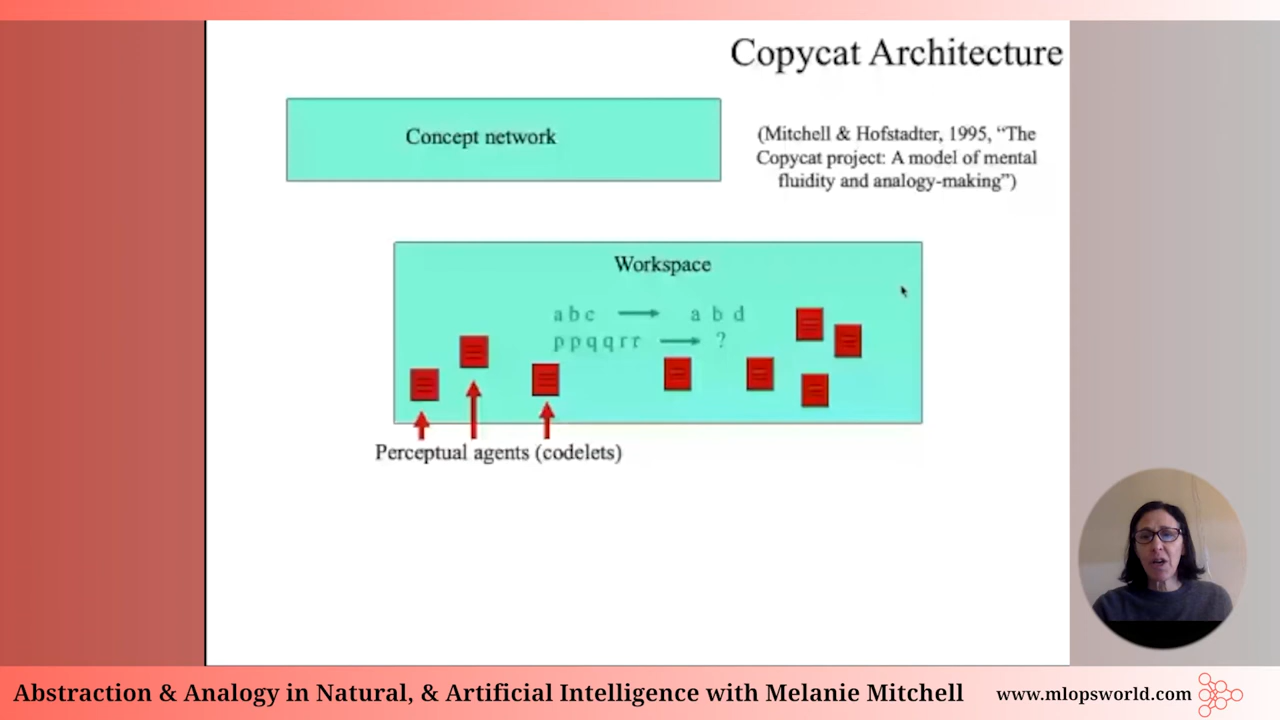 Copycat Architecture
Concept network
(Mitchell & Hofstadter, 1995, “The
Copycat project: A model of mental
fluidity and analogy-making”)
Workspace
a b c → a b d
p p q q r r → ?
Perceptual agents (codelets)
Abstraction & Analogy in Natural, & Artificial Intelligence with Melanie Mitchell
www.mlopsworld.com